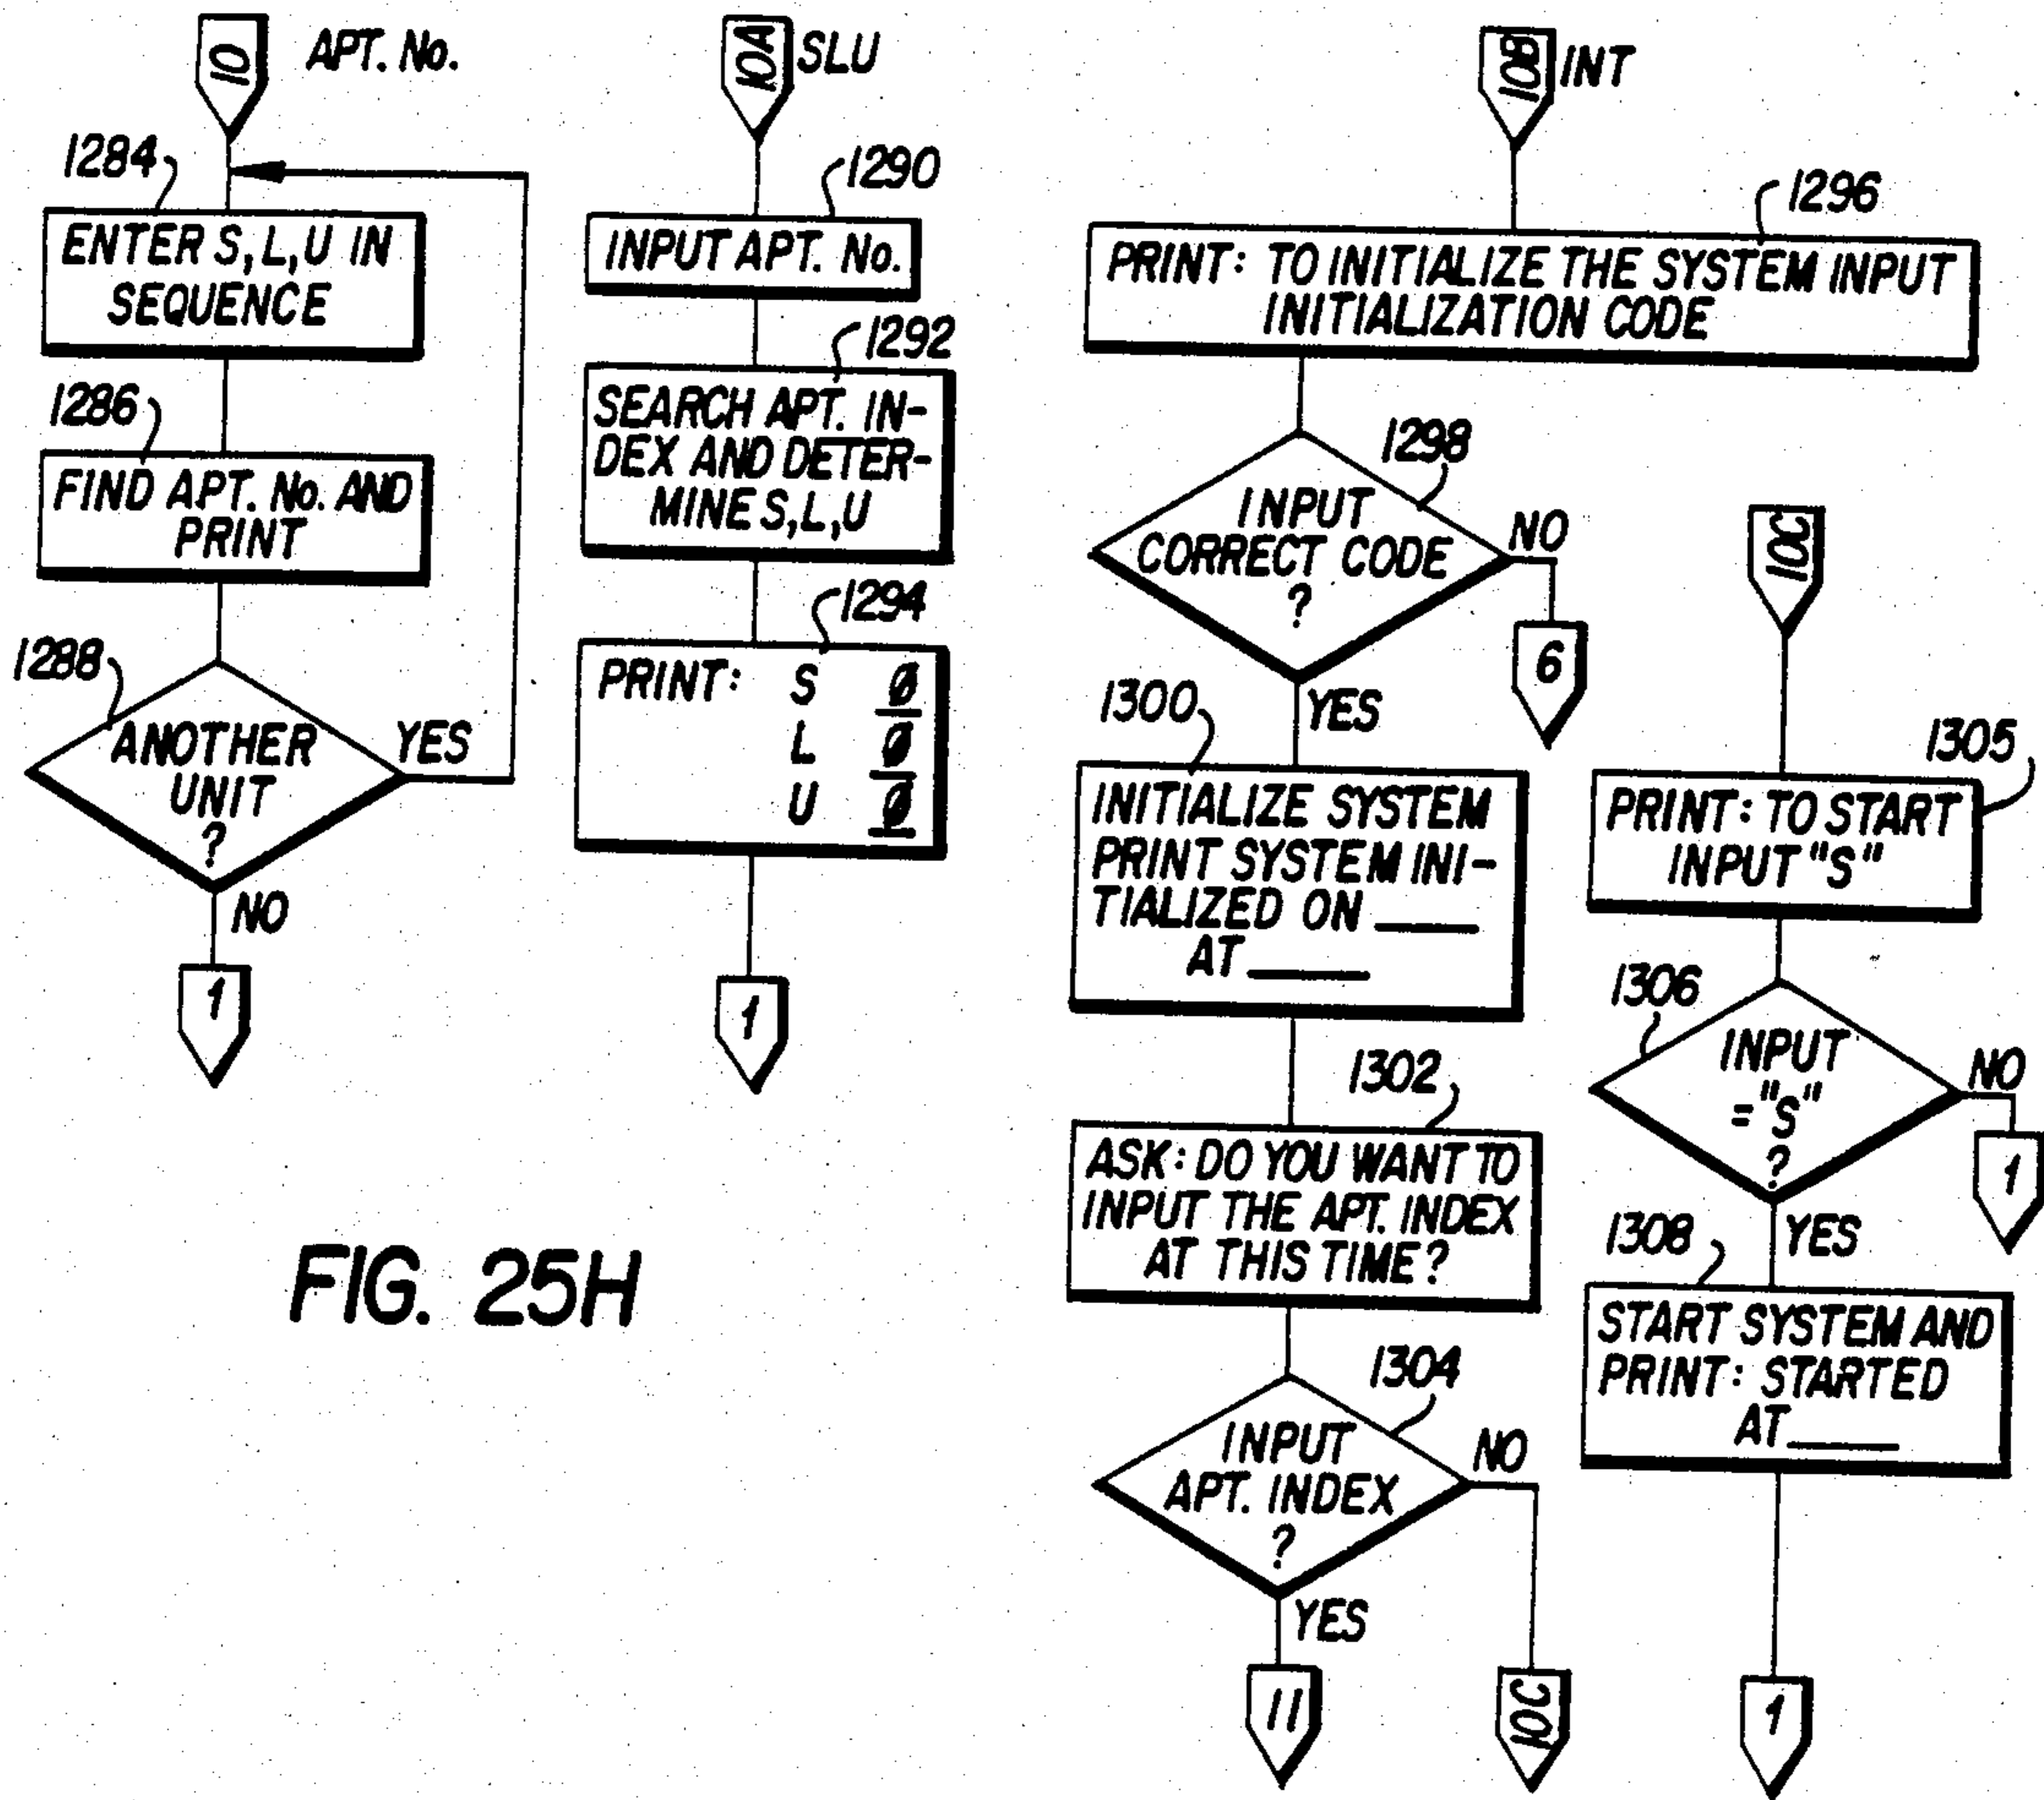 10
APT. No.
1284
ENTER S, L, U IN
SEQUENCE
1286
FIND APT. No. AND
PRINT
1288
ANOTHER
UNIT
?
YES
NO
1
10A
SLU
1290
INPUT APT. No.
1292
SEARCH APT. IN-
DEX AND DETER-
MINE S, L, U
1294
PRINT: S Ø
L Ø
U Ø
1
10B
INT
1296
PRINT: TO INITIALIZE THE SYSTEM INPUT
INITIALIZATION CODE
1298
INPUT
CORRECT CODE
?
NO
6
YES
1300
INITIALIZE SYSTEM
PRINT SYSTEM INI-
TIALIZED ON _____
AT _____
1302
ASK: DO YOU WANT TO
INPUT THE APT. INDEX
AT THIS TIME?
1304
INPUT
APT. INDEX
?
NO
YES
11
10C
10C
1305
PRINT: TO START
INPUT "S"
1306
INPUT
="S"
?
NO
1
YES
1308
START SYSTEM AND
PRINT: STARTED
AT _____
1
FIG. 25H